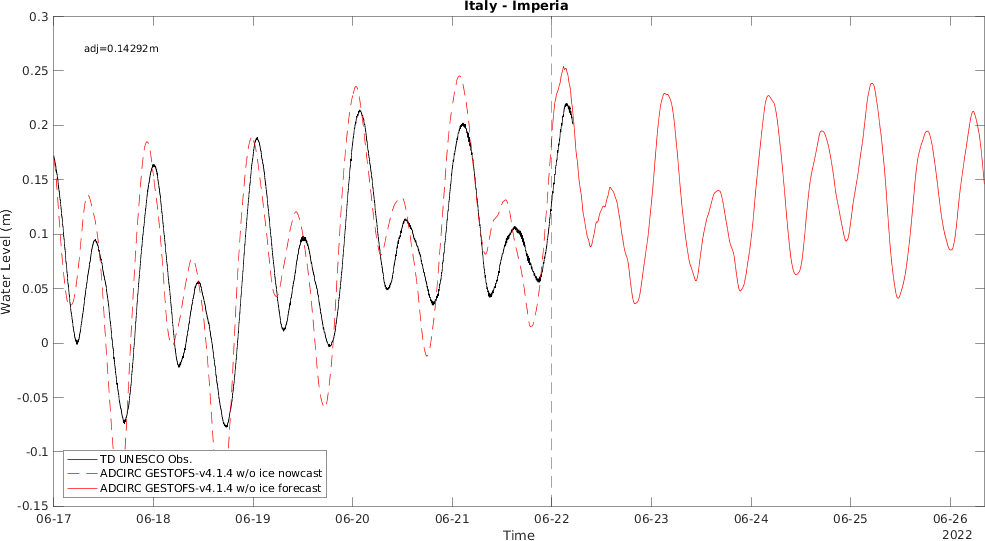 Italy - Imperia
adj=0.14292m
0.3
0.25
0.2
0.15
0.1
0.05
0
-0.05
-0.1
-0.15
Water Level (m)
TD UNESCO Obs.
ADCIRC GESTOFS-v4.1.4 w/o ice nowcast
ADCIRC GESTOFS-v4.1.4 w/o ice forecast
06-17 06-18 06-19 06-20 06-21 06-22 06-23 06-24 06-25 06-26
Time
2022